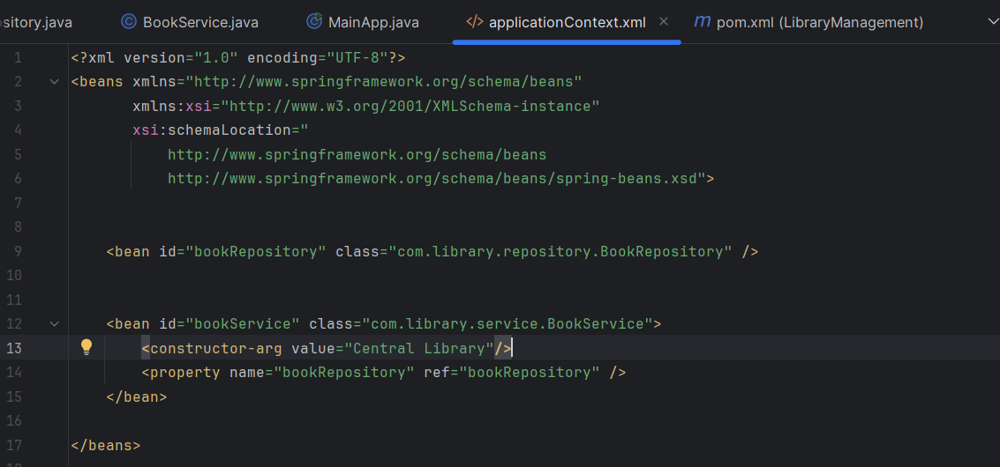 sitory.java BookService.java MainApp.java </> applicationContext.xml m pom.xml (LibraryManagement)
1 <?xml version="1.0" encoding="UTF-8"?>
2 <beans xmlns="http://www.springframework.org/schema/beans"
3 xmlns:xsi="http://www.w3.org/2001/XMLSchema-instance"
4 xsi:schemaLocation="
5 http://www.springframework.org/schema/beans
6 http://www.springframework.org/schema/beans/spring-beans.xsd">
7
8
9 <bean id="bookRepository" class="com.library.repository.BookRepository" />
10
11
12 <bean id="bookService" class="com.library.service.BookService">
13 <constructor-arg value="Central Library"/>
14 <property name="bookRepository" ref="bookRepository" />
15 </bean>
16
17 </beans>